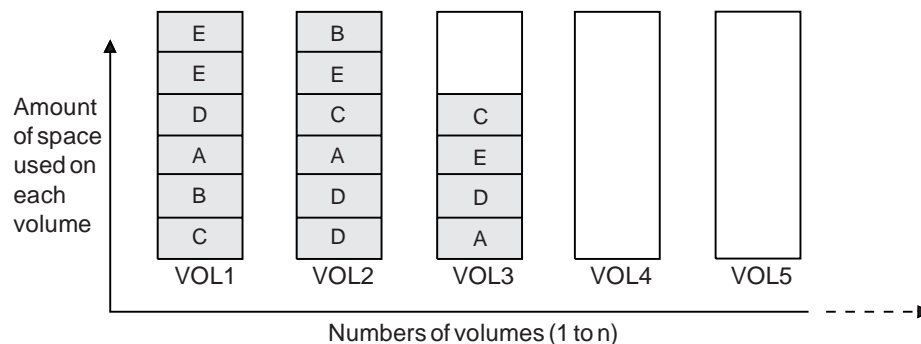 Amount
of space
used on
each
volume
E
E
D
A
B
C
VOL1
B
E
C
A
D
D
VOL2
C
E
D
A
VOL3
VOL4
VOL5
Numbers of volumes (1 to n)